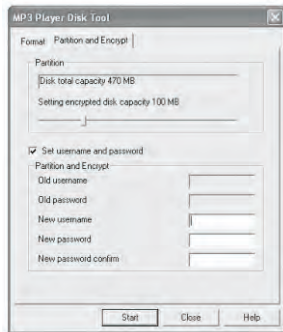 MP3 Player Disk Tool
Format Partition and Encrypt
Partition
Disk total capacity 470 MB
Setting encrypted disk capacity 100 MB
Set username and password
Partition and Encrypt
Old username
Old password
New username
New password
New password confirm
Start Close Help